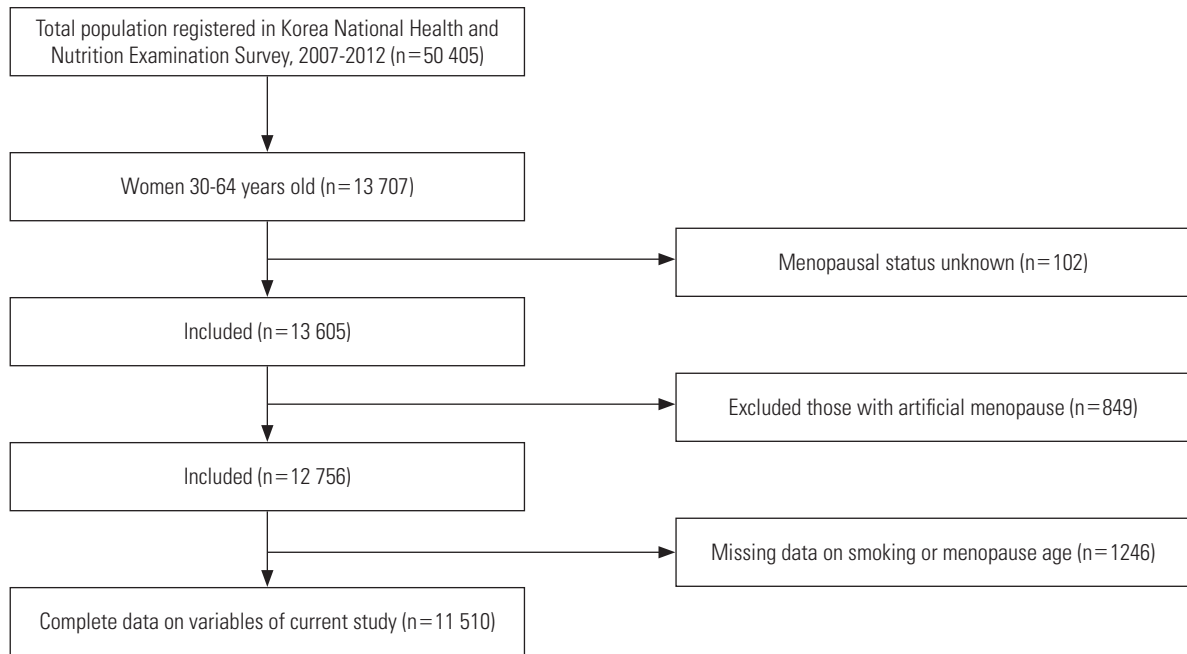 Total population registered in Korea National Health and
Nutrition Examination Survey, 2007-2012 (n=50 405)
Women 30-64 years old (n=13 707)
Menopausal status unknown (n=102)
Included (n=13 605)
Excluded those with artificial menopause (n=849)
Included (n=12 756)
Missing data on smoking or menopause age (n=1246)
Complete data on variables of current study (n=11 510)